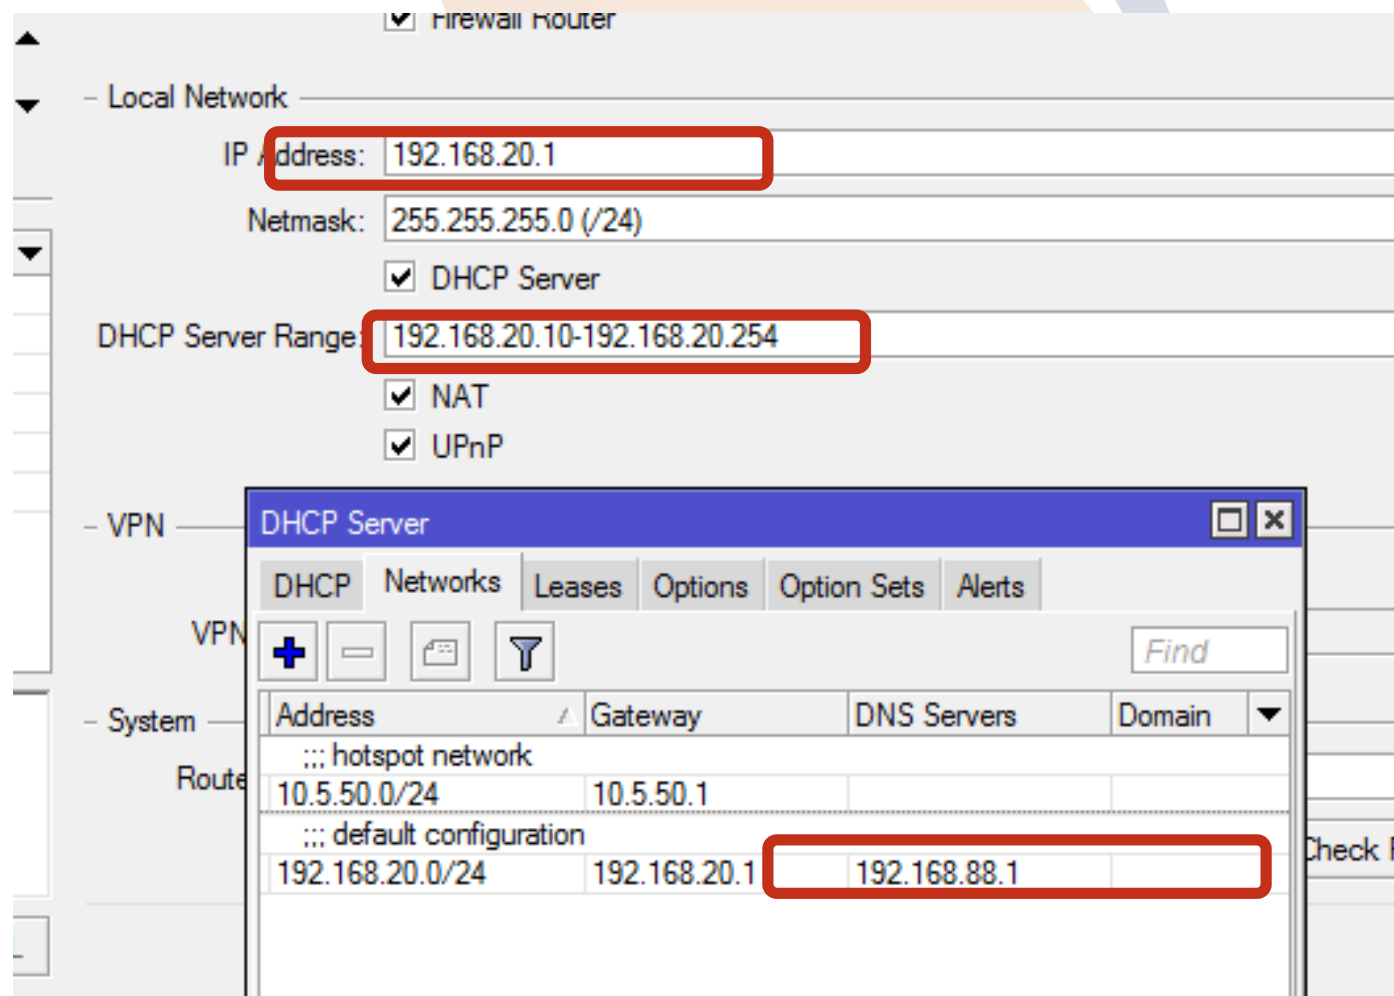 Firewall Router
Local Network
IP Address: 192.168.20.1
Netmask: 255.255.255.0 (/24)
DHCP Server
DHCP Server Range: 192.168.20.10-192.168.20.254
NAT
UPnP
VPN
DHCP Server
DHCP Networks Leases Options Option Sets Alerts
VPN
Find
System
Address Gateway DNS Servers Domain
;;; hotspot network
Route
10.5.50.0/24 10.5.50.1
;;; default configuration
Check
192.168.20.0/24 192.168.20.1 192.168.88.1